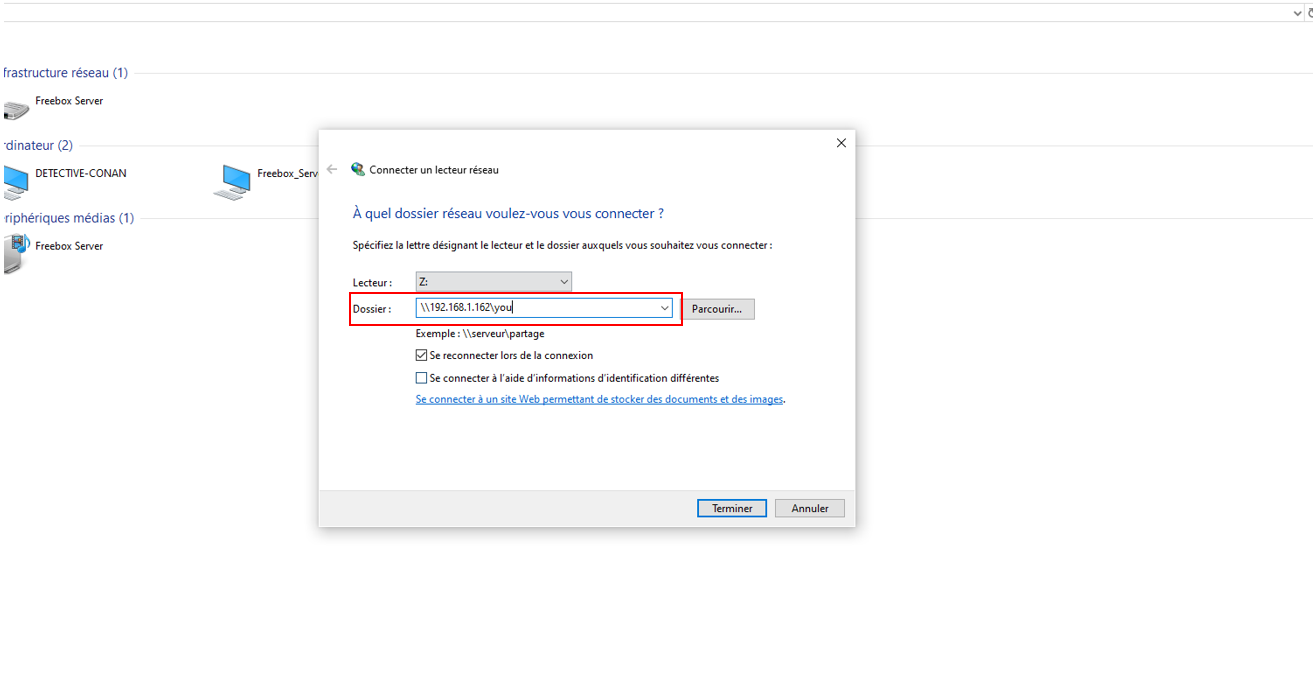 frastructure réseau (1)
Freebox Server
rdinateur (2)
DETECTIVE-CONAN
Freebox_Serv
riphériques médias (1)
Freebox Server
Connecter un lecteur réseau
À quel dossier réseau voulez-vous vous connecter ?
Spécifiez la lettre désignant le lecteur et le dossier auxquels vous souhaitez vous connecter :
Lecteur : Z:
Dossier : \\192.168.1.162\you Parcourir...
Exemple : \\serveur\partage
Se reconnecter lors de la connexion
Se connecter à l'aide d'informations d'identification différentes
Se connecter à un site Web permettant de stocker des documents et des images.
Terminer Annuler